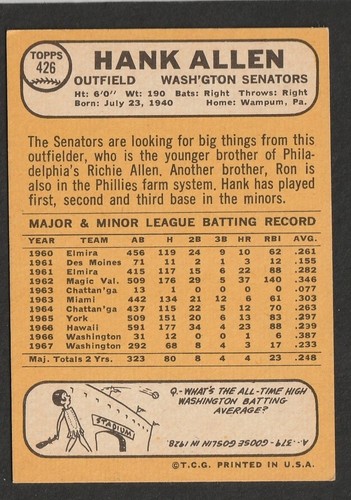 TOPPS
426
HANK ALLEN
OUTFIELD WASH'GTON SENATORS
Ht: 6'0" Wt: 190 Bats: Right Throws: Right
Born: July 23, 1940 Home: Wampum, Pa.
The Senators are looking for big things from this
outfielder, who is the younger brother of Phila-
delphia's Richie Allen. Another brother, Ron is
also in the Phillies farm system. Hank has played
first, second and third base in the minors.
MAJOR & MINOR LEAGUE BATTING RECORD
YEAR TEAM AB H 2B 3B HR RBI AVG.
1960 Elmira 456 119 24 9 10 62 .261
1961 Des Moines 71 11 2 1 3 12 .155
1961 Elmira 415 117 15 6 22 88 .282
1962 Magic Val. 509 176 29 5 37 140 .346
1963 Chattan'ga 13 1 0 0 0 0 .077
1963 Miami 442 134 21 12 6 61 .303
1964 Chattan'ga 437 115 22 5 12 70 .263
1965 York 509 151 20 6 13 83 .297
1966 Hawaii 591 177 34 4 23 88 .239
1966 Washington 31 12 0 0 1 6 .387
1967 Washington 292 68 8 4 3 17 .233
Maj. Totals 2 Yrs. 323 80 8 4 4 23 .248
Q.-WHAT'S THE ALL-TIME HIGH
WASHINGTON BATTING
AVERAGE?
A.-.379-GOOSE GOSLIN IN 1928.
©T.C.G. PRINTED IN U.S.A.